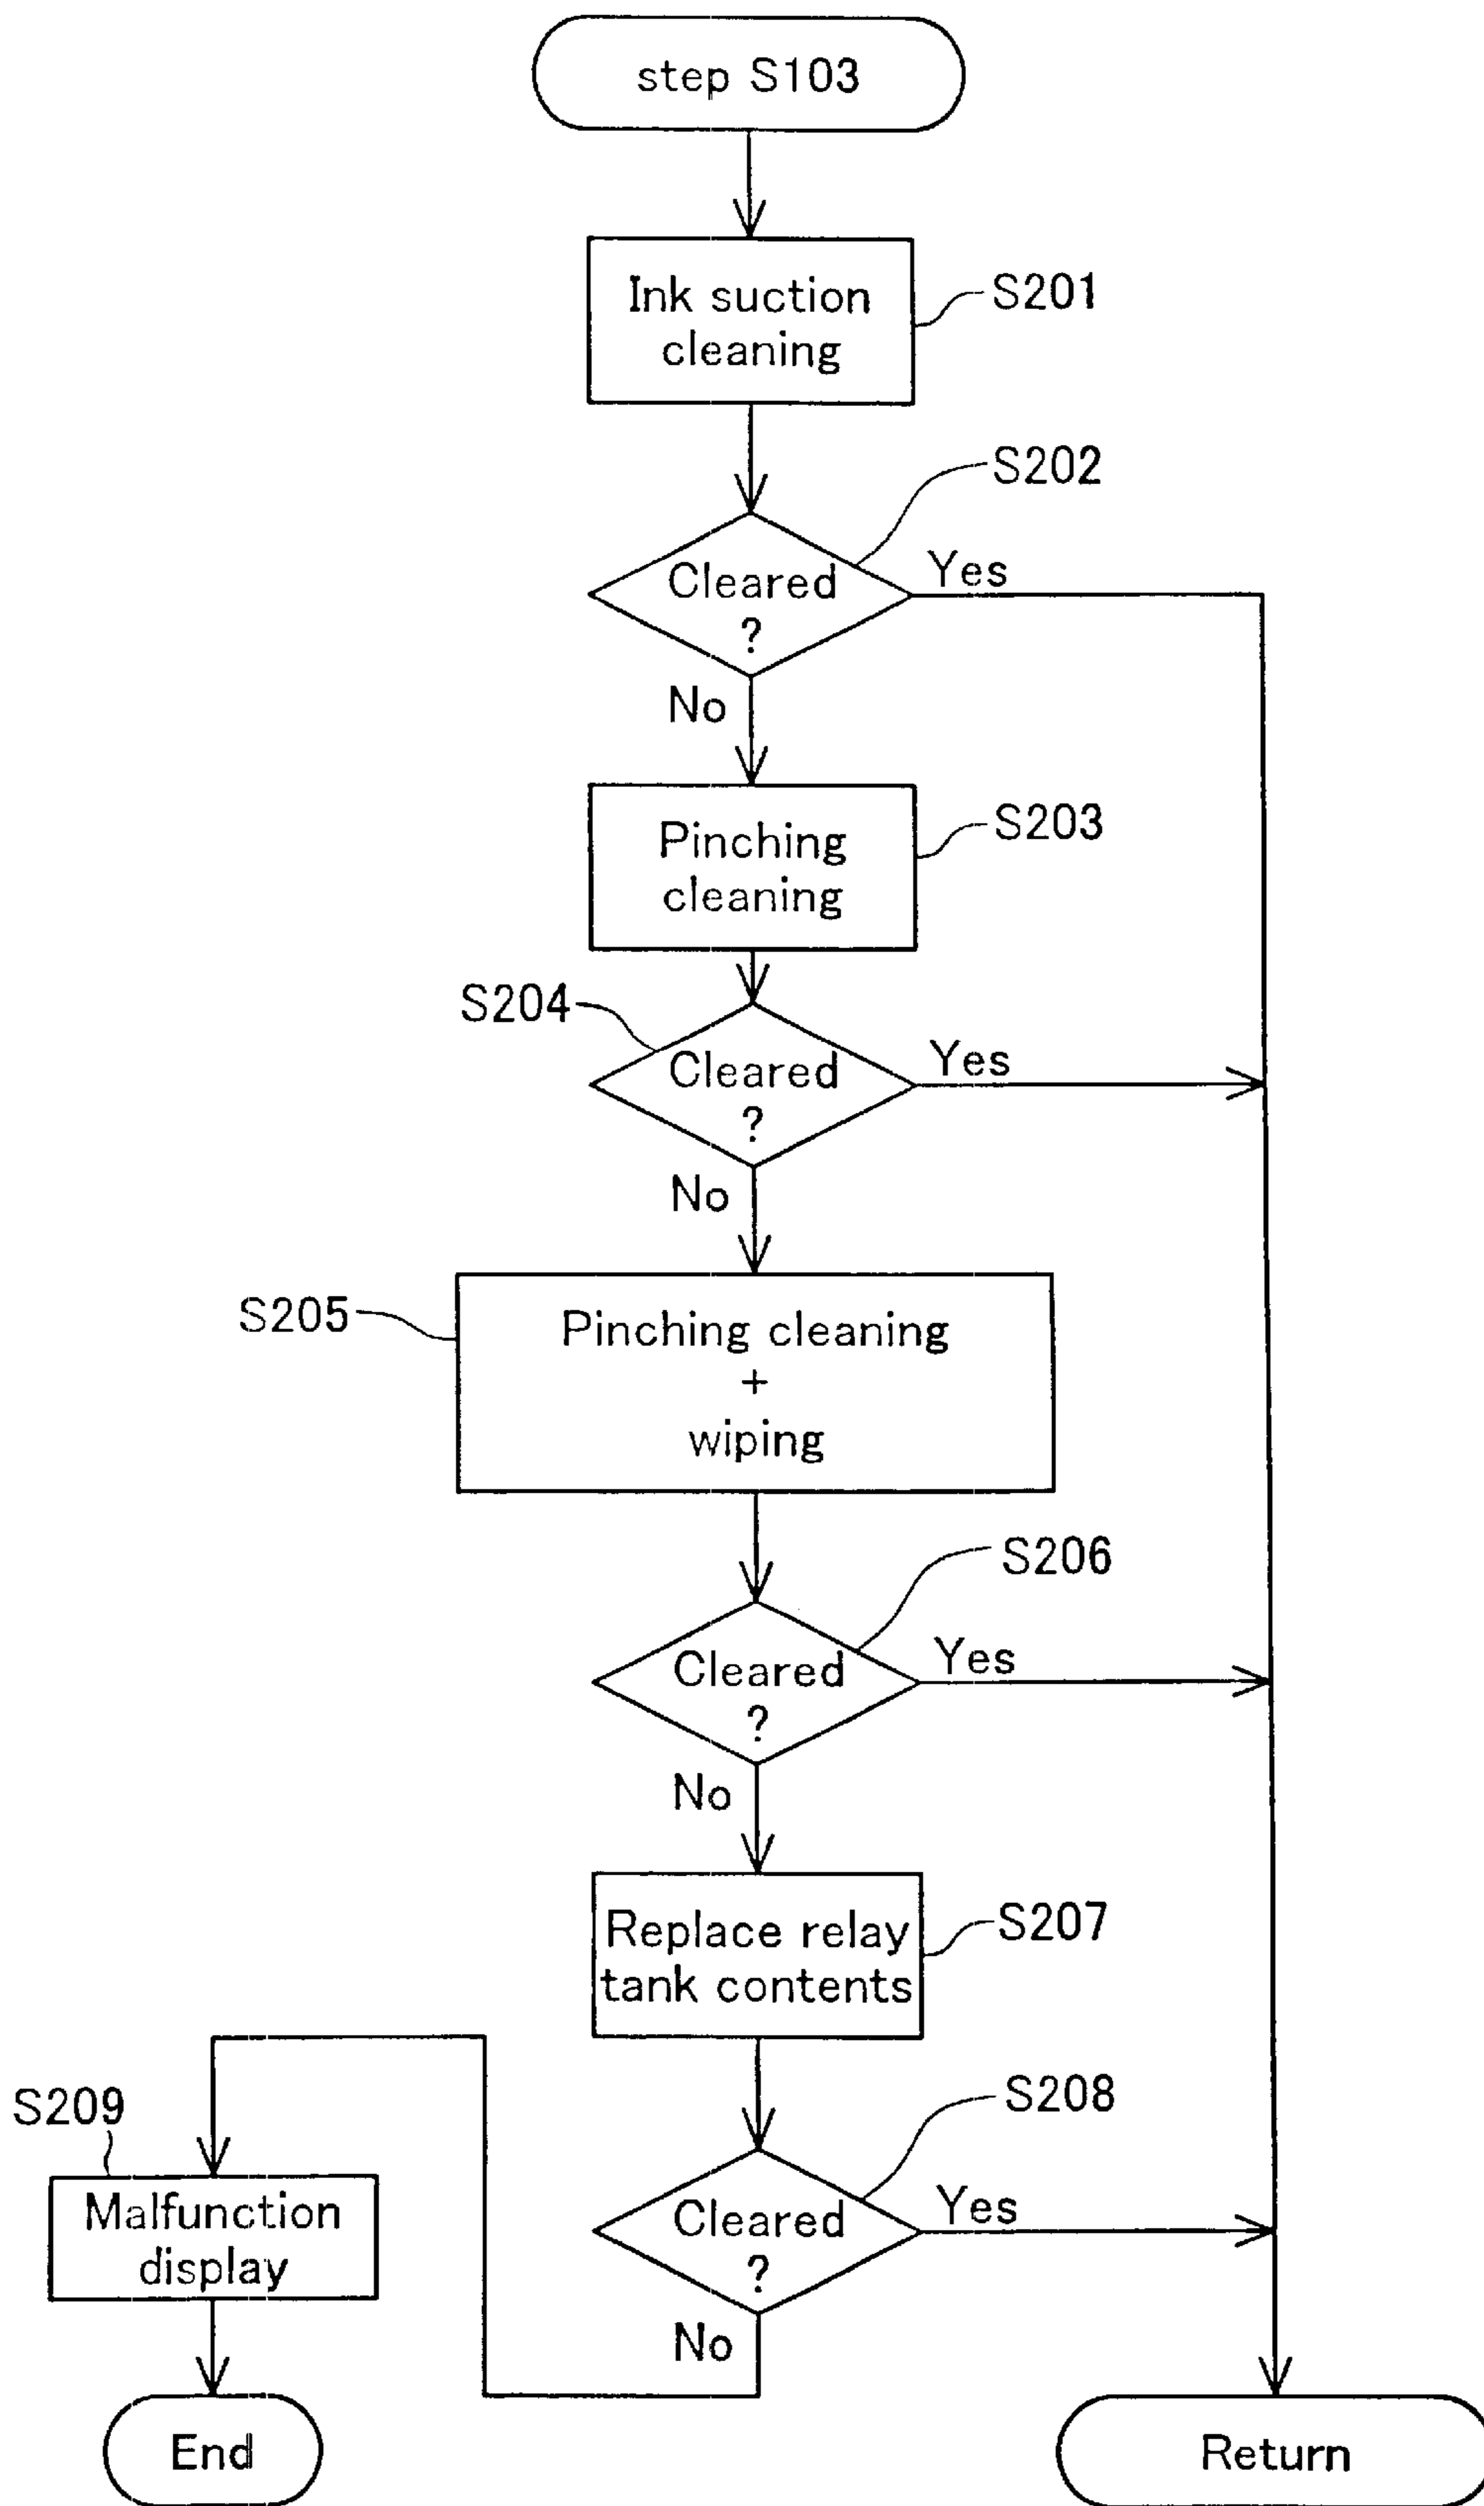 step S103
Ink suction
cleaning
S201
S202
Cleared
?
Yes
No
Pinching
cleaning
S203
S204
Cleared
?
Yes
No
S205
Pinching cleaning
+
wiping
S206
Cleared
?
Yes
No
Replace relay
tank contents
S207
S208
Cleared
?
Yes
No
S209
Malfunction
display
End
Return